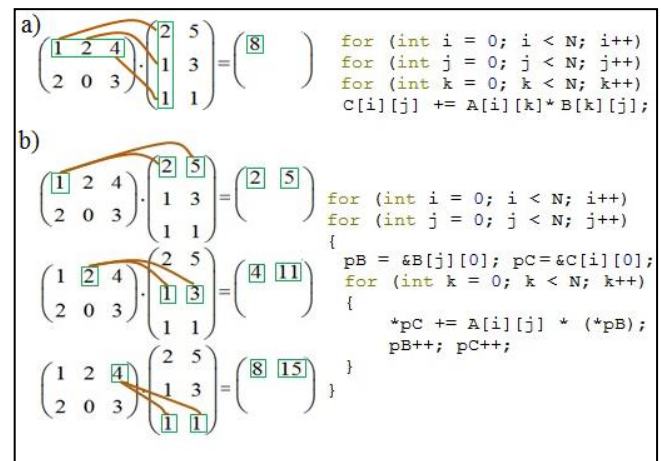 a)
(1 2 4
2 0 3) · (2 5
1 3
1 1) = (8)
for (int i = 0; i < N; i++)
for (int j = 0; j < N; j++)
for (int k = 0; k < N; k++)
C[i][j] += A[i][k]* B[k][j];
b)
(1 2 4
2 0 3) · (2 5
1 3
1 1) = (2 5)
(1 2 4
2 0 3) · (2 5
1 3
1 1) = (4 11)
(1 2 4
2 0 3) · (2 5
1 3
1 1) = (8 15)
for (int i = 0; i < N; i++)
for (int j = 0; j < N; j++)
{
pB = &B[j][0]; pC=&C[i][0];
for (int k = 0; k < N; k++)
{
*pC += A[i][j] * (*pB);
pB++; pC++;
}
}